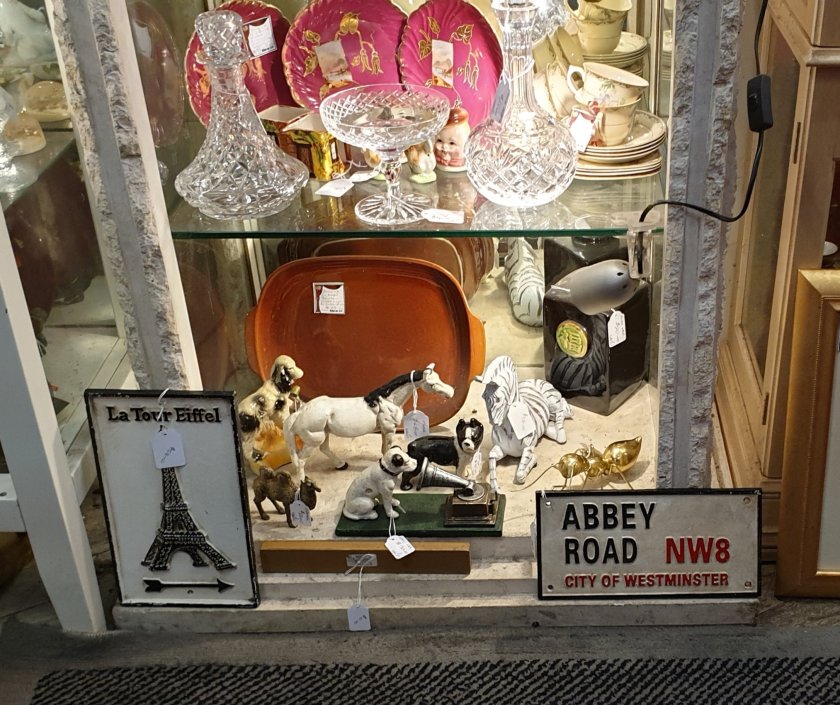 La Tour Eiffel
ABBEY
ROAD NW8
CITY OF WESTMINSTER